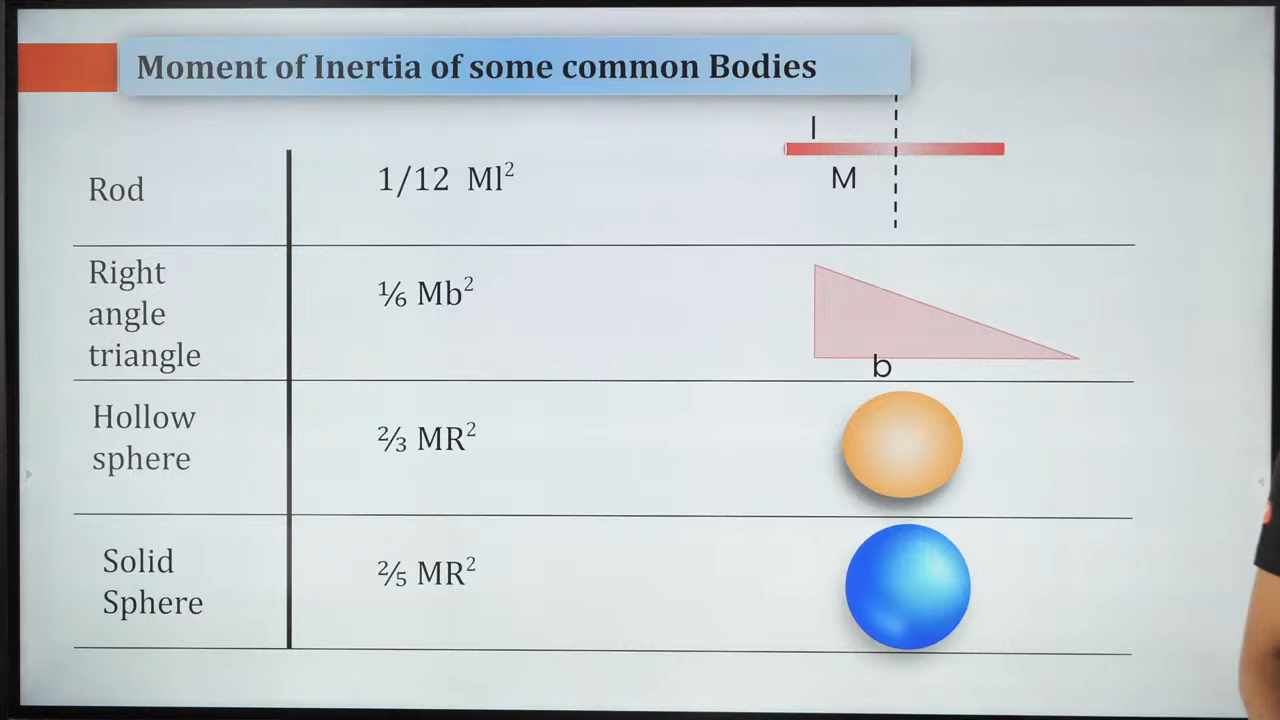 Moment of Inertia of some common Bodies
Rod
1/12 Ml²
l
M
Right
angle
triangle
⅙ Mb²
b
Hollow
sphere
⅔ MR²
Solid
Sphere
⅖ MR²